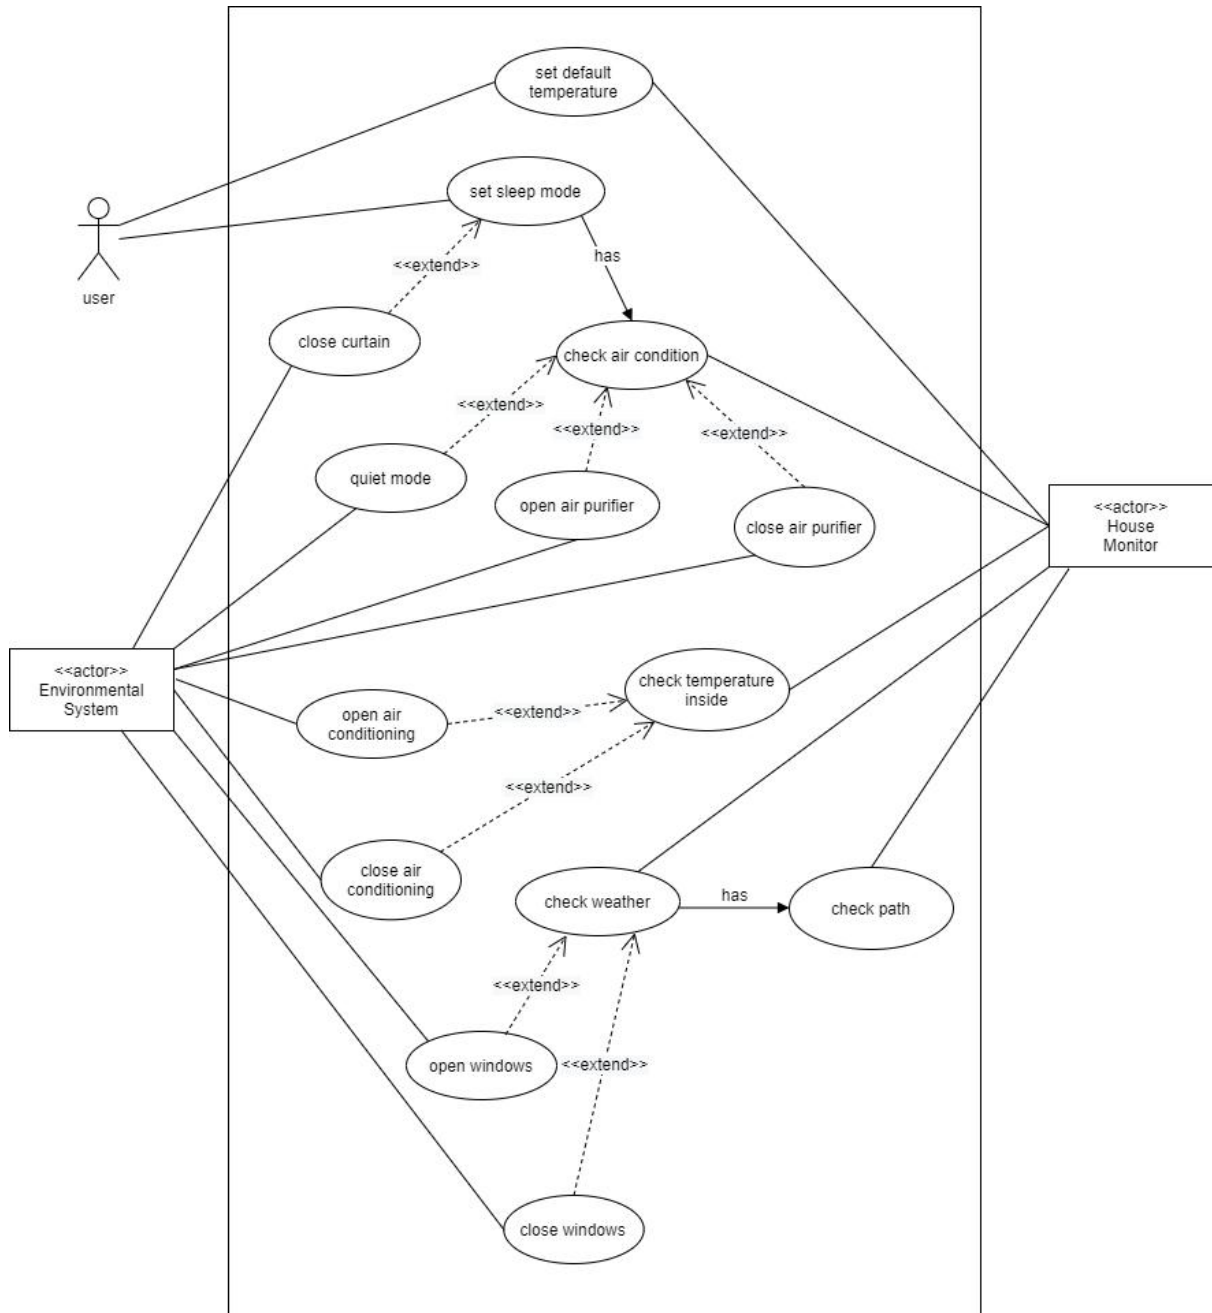 set default
temperature
set sleep mode
user
<<extend>>
has
close curtain
check air condition
<<extend>>
<<extend>>
<<extend>>
quiet mode
open air purifier
close air purifier
<<actor>>
House
Monitor
<<actor>>
Environmental
System
check temperature
inside
open air
conditioning
<<extend>>
<<extend>>
close air
conditioning
check weather
has
check path
<<extend>>
open windows
<<extend>>
close windows